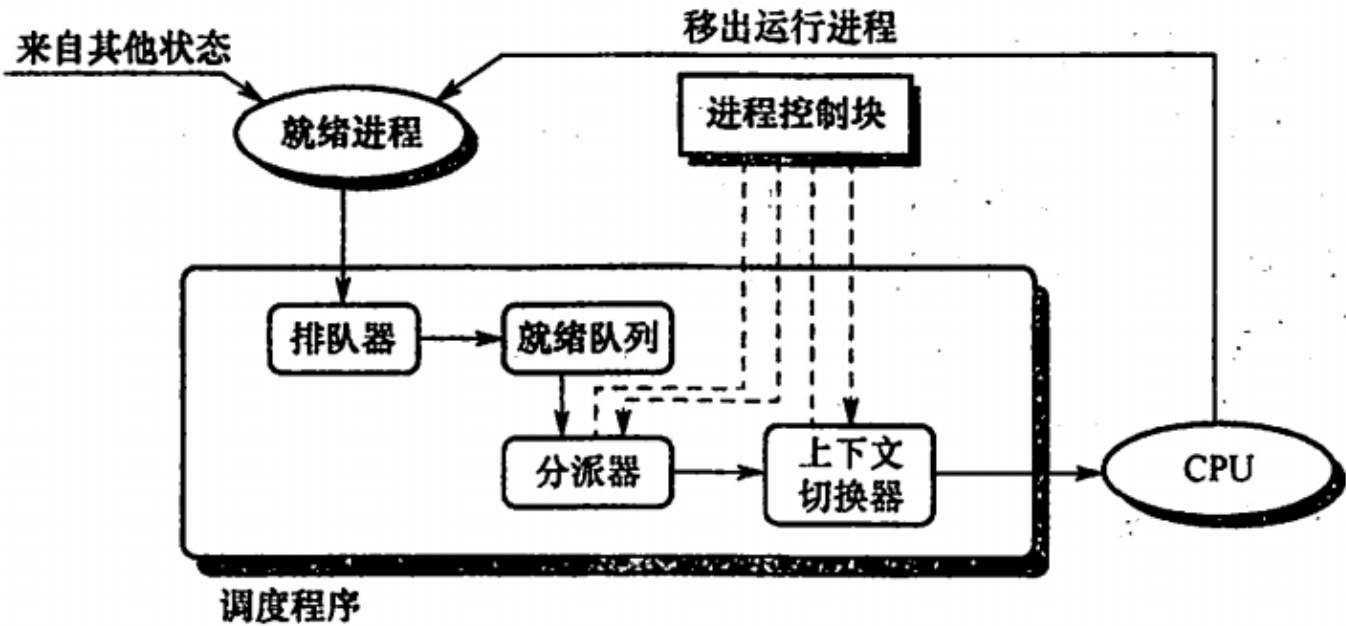 移出运行进程
来自其他状态
进程控制块
就绪进程
排队器
就绪队列
分派器
上下文
切换器
CPU
调度程序